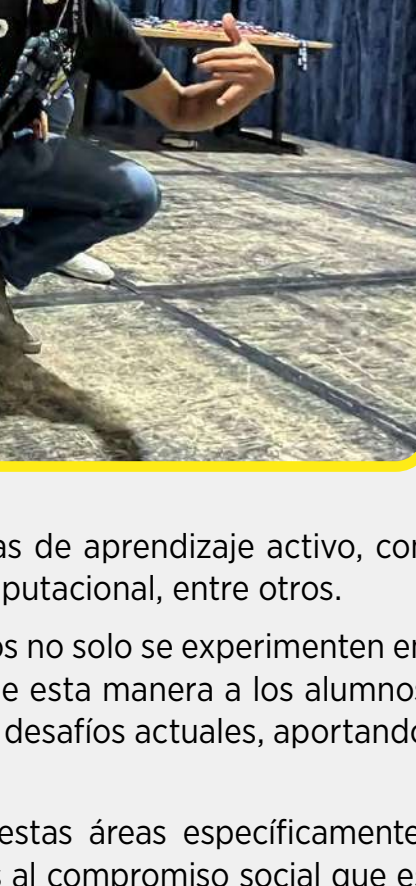 as de aprendizaje activo, con
putacional, entre otros.
os no solo se experimenten en
e esta manera a los alumnos
desafíos actuales, aportando
estas áreas específicamente
s al compromiso social que e